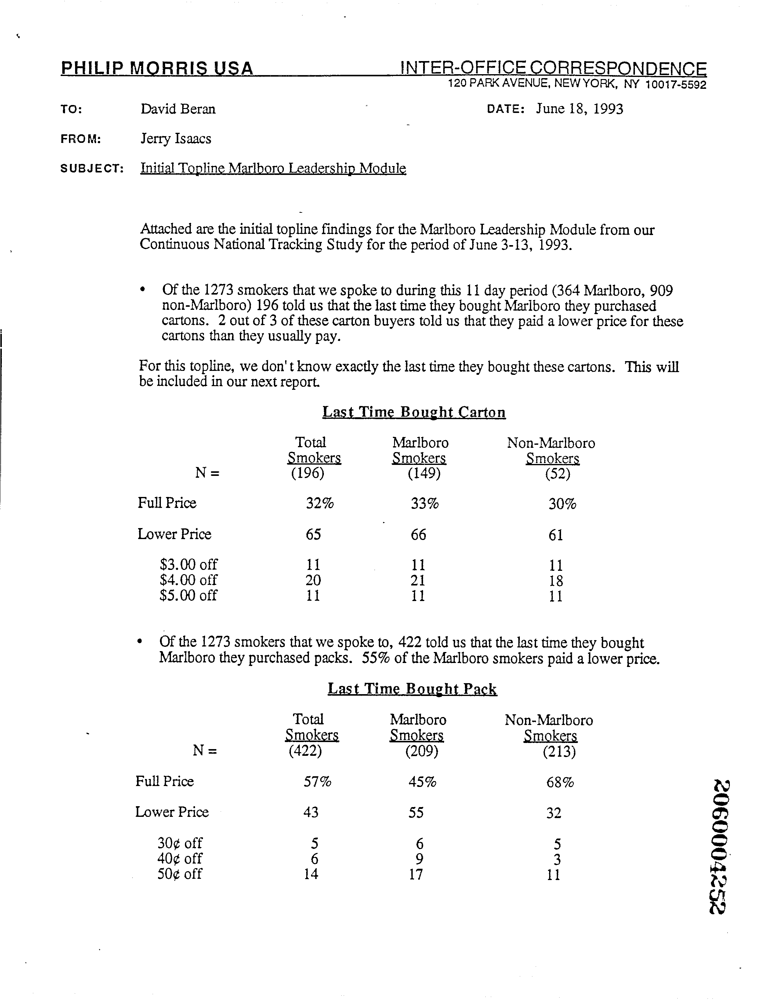 PHILIP MORRIS USA INTER-OFFICE CORRESPONDENCE
120 PARK AVENUE, NEW YORK, NY 10017-5592
TO: David Beran DATE: June 18, 1993
FROM: Jerry Isaacs
SUBJECT: Initial Topline Marlboro Leadership Module
Attached are the initial topline findings for the Marlboro Leadership Module from our
Continuous National Tracking Study for the period of June 3-13, 1993.
• Of the 1273 smokers that we spoke to during this 11 day period (364 Marlboro, 909
non-Marlboro) 196 told us that the last time they bought Marlboro they purchased
cartons. 2 out of 3 of these carton buyers told us that they paid a lower price for these
cartons than they usually pay.
For this topline, we don't know exactly the last time they bought these cartons. This will
be included in our next report.
Last Time Bought Carton
Total Marlboro Non-Marlboro
Smokers Smokers Smokers
N = (196) (149) (52)
Full Price 32% 33% 30%
Lower Price 65 66 61
$3.00 off 11 11 11
$4.00 off 20 21 18
$5.00 off 11 11 11
• Of the 1273 smokers that we spoke to, 422 told us that the last time they bought
Marlboro they purchased packs. 55% of the Marlboro smokers paid a lower price.
Last Time Bought Pack
Total Marlboro Non-Marlboro
Smokers Smokers Smokers
N = (422) (209) (213)
Full Price 57% 45% 68%
Lower Price 43 55 32
30¢ off 5 6 5
40¢ off 6 9 3
50¢ off 14 17 11
2060004252